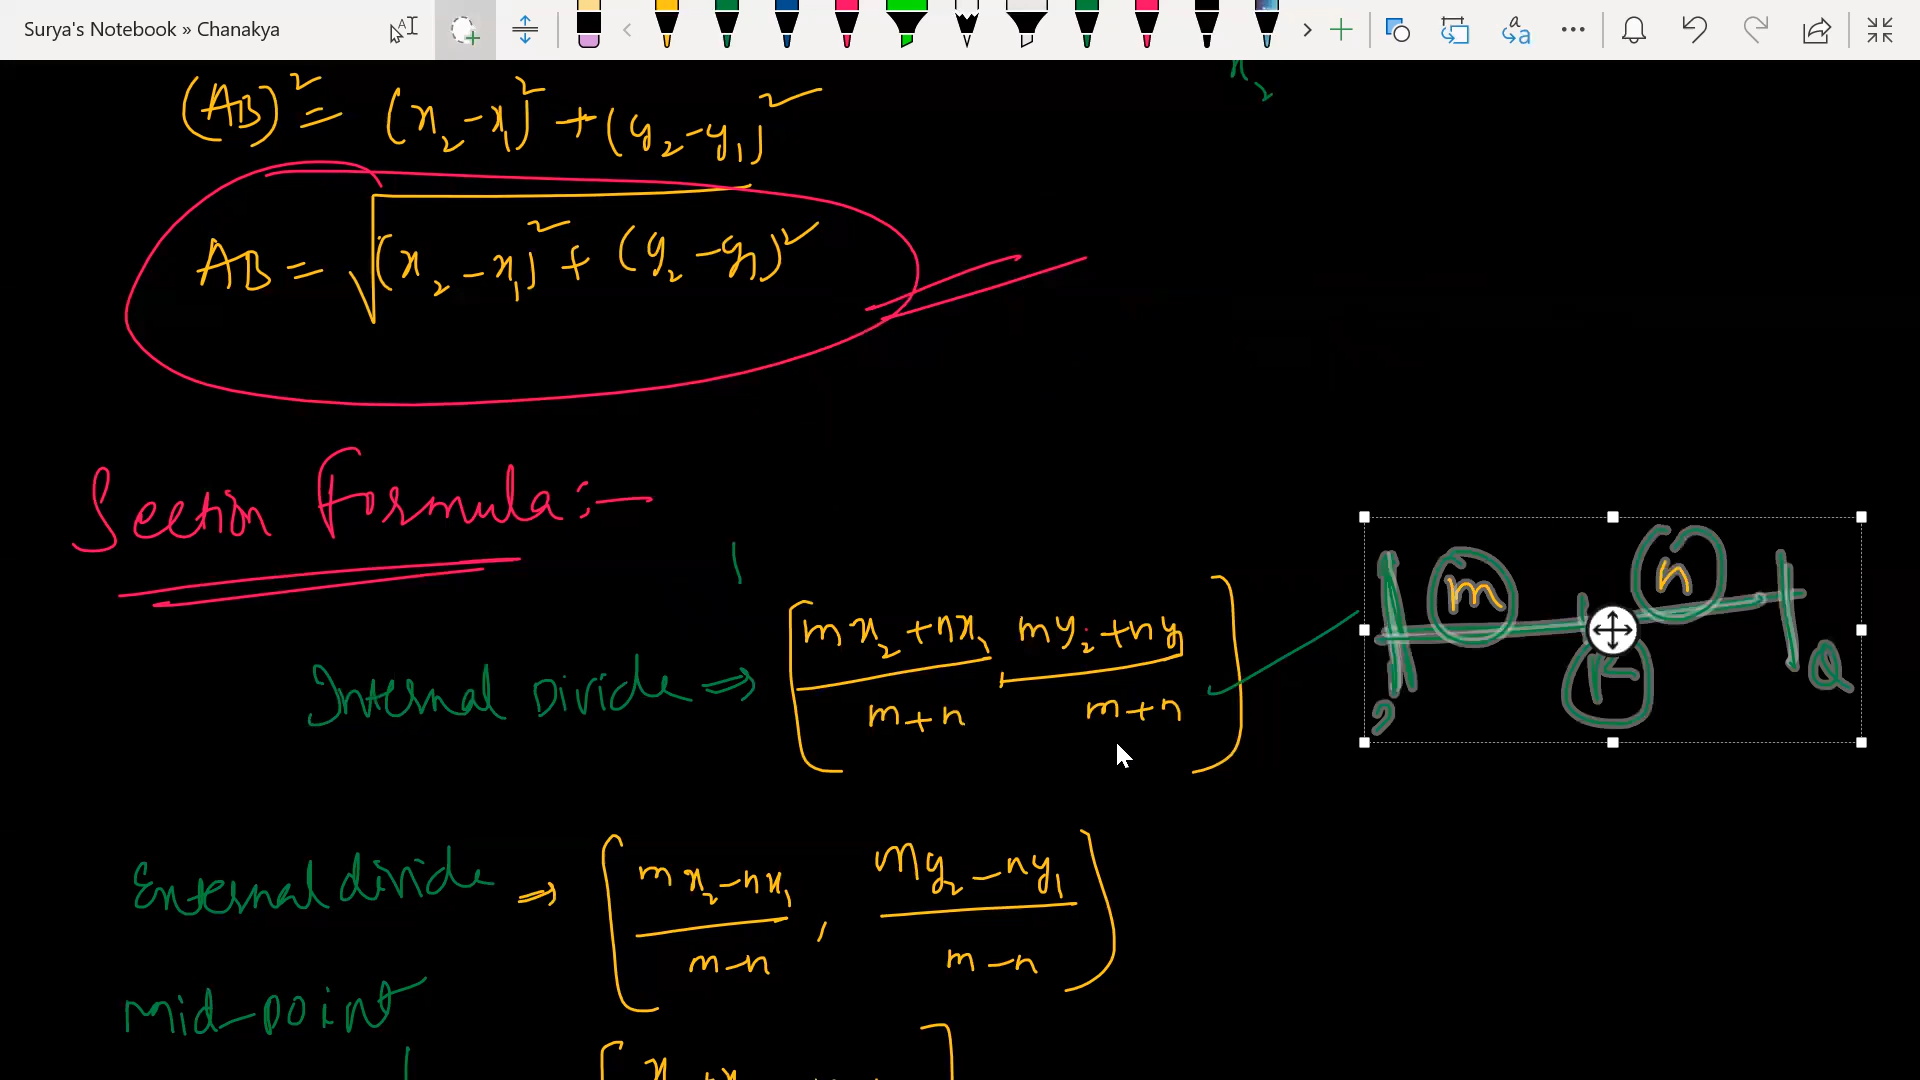 Surya's Notebook » Chanakya
x₂
(AB)² = (x₂-x₁)² + (y₂-y₁)²
AB = √(x₂-x₁)² + (y₂-y₁)²
Section Formula:-
Internal Divide ⇒ [mx₂+nx₁/m+n, my₂+ny₁/m+n]
m n K Q
External divide ⇒ [mx₂-nx₁/m-n, my₂-ny₁/m-n]
mid-point